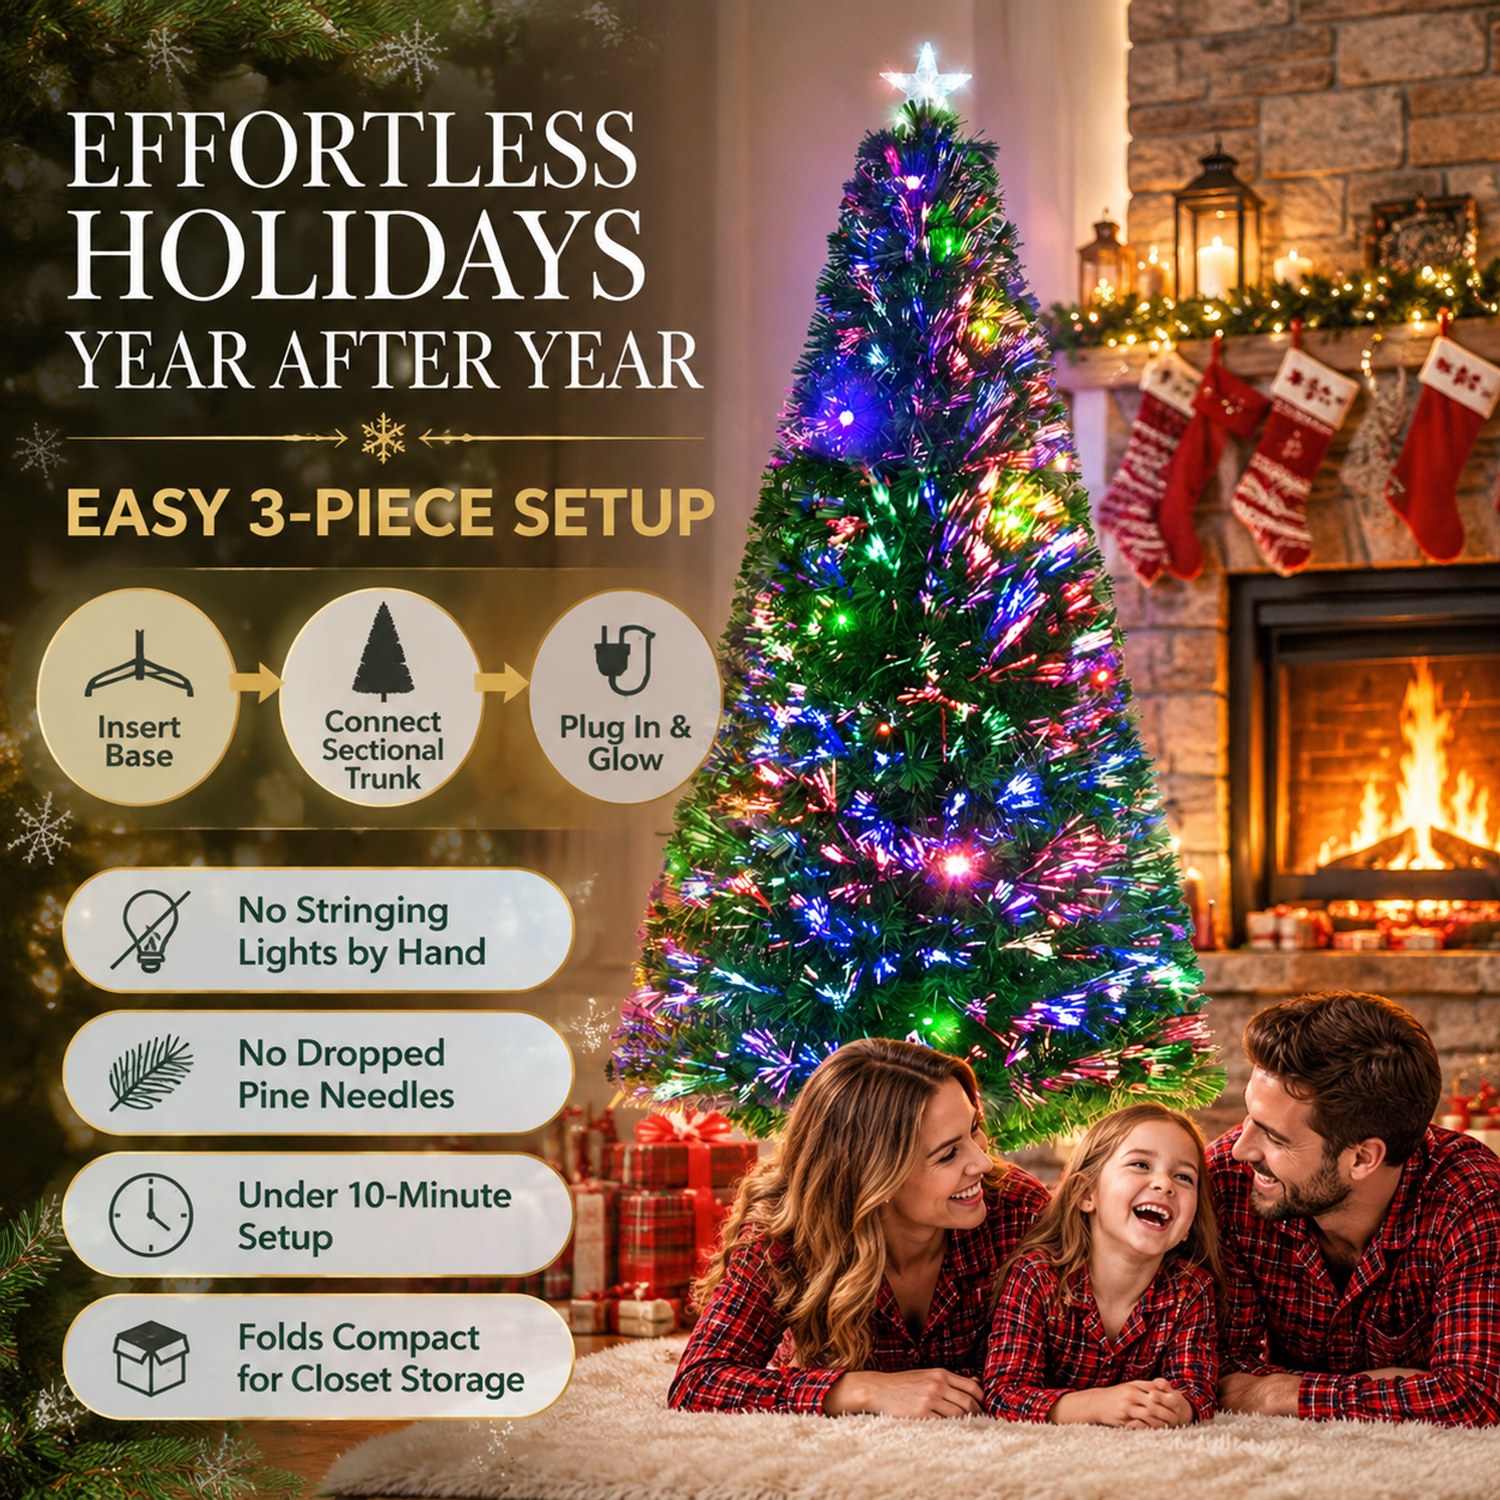 EFFORTLESS
HOLIDAYS
YEAR AFTER YEAR
EASY 3-PIECE SETUP
Insert
Base
Connect
Sectional
Trunk
Plug In &
Glow
No Stringing
Lights by Hand
No Dropped
Pine Needles
Under 10-Minute
Setup
Folds Compact
for Closet Storage